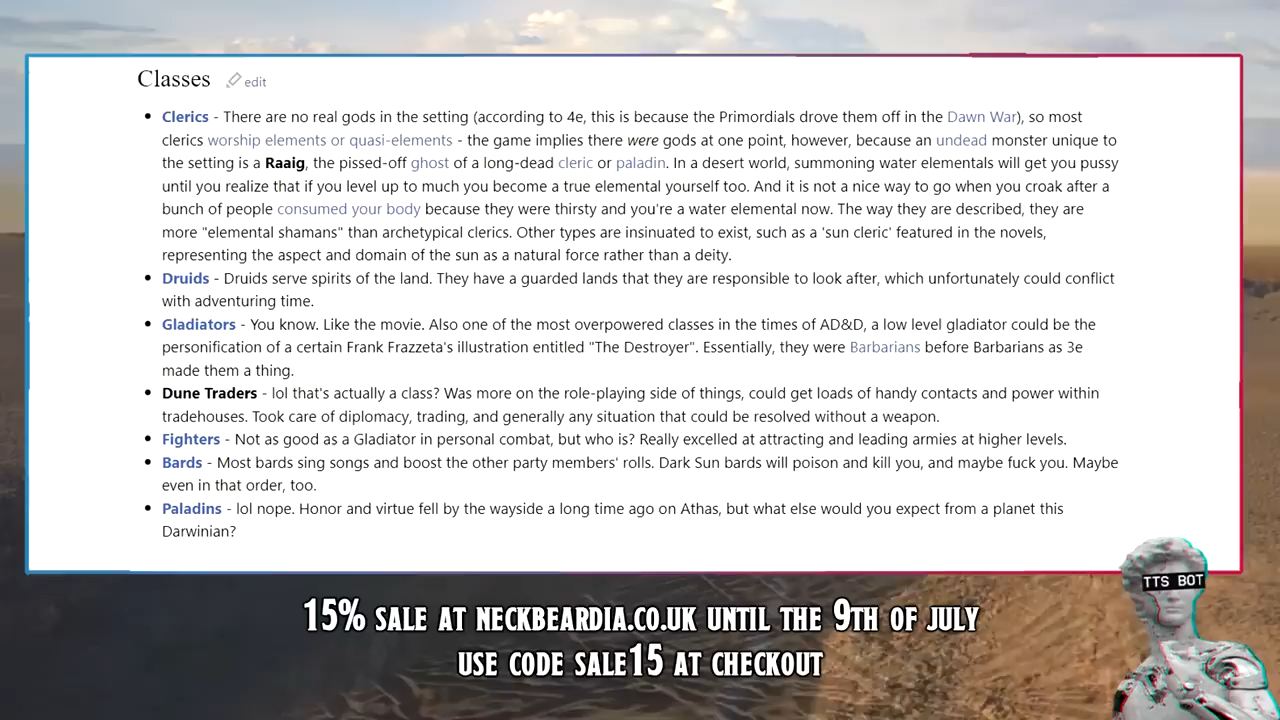 Classes edit
Clerics - There are no real gods in the setting (according to 4e, this is because the Primordials drove them off in the Dawn War), so most
clerics worship elements or quasi-elements - the game implies there were gods at one point, however, because an undead monster unique to
the setting is a Raaig, the pissed-off ghost of a long-dead cleric or paladin. In a desert world, summoning water elementals will get you pussy
until you realize that if you level up to much you become a true elemental yourself too. And it is not a nice way to go when you croak after a
bunch of people consumed your body because they were thirsty and you're a water elemental now. The way they are described, they are
more "elemental shamans" than archetypical clerics. Other types are insinuated to exist, such as a 'sun cleric' featured in the novels,
representing the aspect and domain of the sun as a natural force rather than a deity.
Druids - Druids serve spirits of the land. They have a guarded lands that they are responsible to look after, which unfortunately could conflict
with adventuring time.
Gladiators - You know. Like the movie. Also one of the most overpowered classes in the times of AD&D, a low level gladiator could be the
personification of a certain Frank Frazzeta's illustration entitled "The Destroyer". Essentially, they were Barbarians before Barbarians as 3e
made them a thing.
Dune Traders - lol that's actually a class? Was more on the role-playing side of things, could get loads of handy contacts and power within
tradehouses. Took care of diplomacy, trading, and generally any situation that could be resolved without a weapon.
Fighters - Not as good as a Gladiator in personal combat, but who is? Really excelled at attracting and leading armies at higher levels.
Bards - Most bards sing songs and boost the other party members' rolls. Dark Sun bards will poison and kill you, and maybe fuck you. Maybe
even in that order, too.
Paladins - lol nope. Honor and virtue fell by the wayside a long time ago on Athas, but what else would you expect from a planet this
Darwinian?
TTS BOT
15% SALE AT NECKBEARDIA.CO.UK UNTIL THE 9TH OF JULY
USE CODE SALE15 AT CHECKOUT